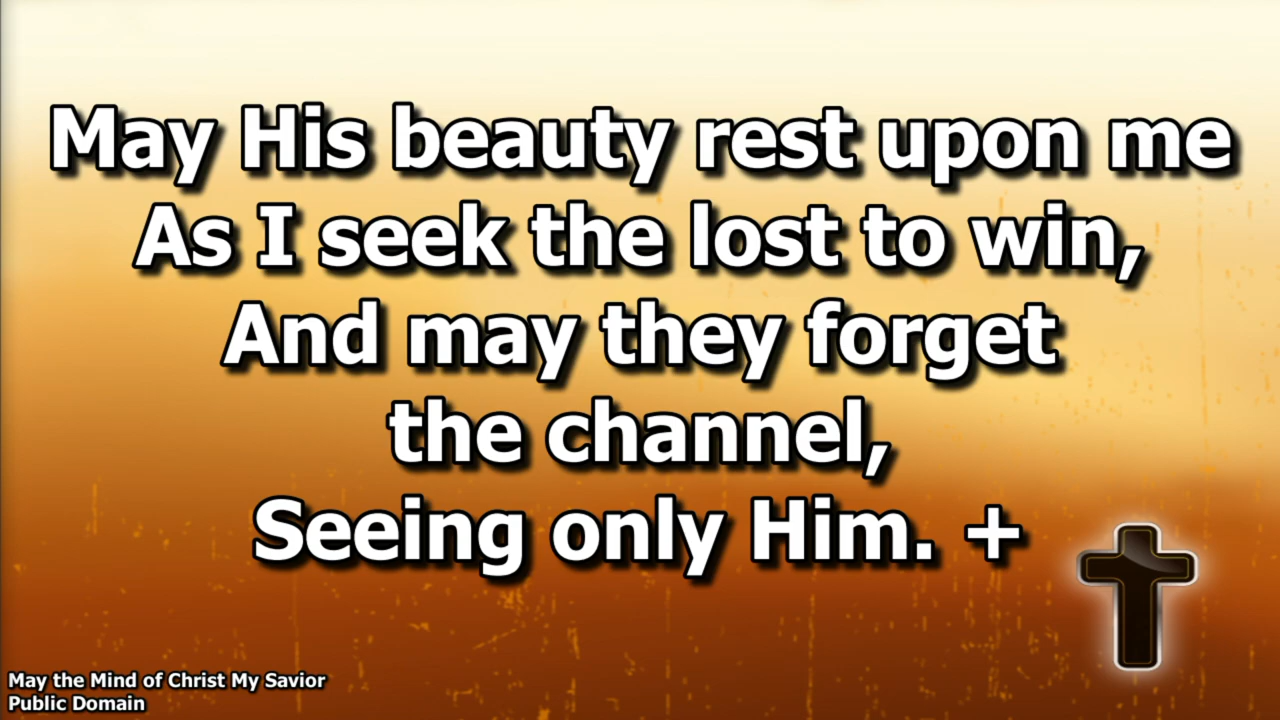 May His beauty rest upon me
As I seek the lost to win,
And may they forget
the channel,
Seeing only Him. +
May the Mind of Christ My Savior
Public Domain